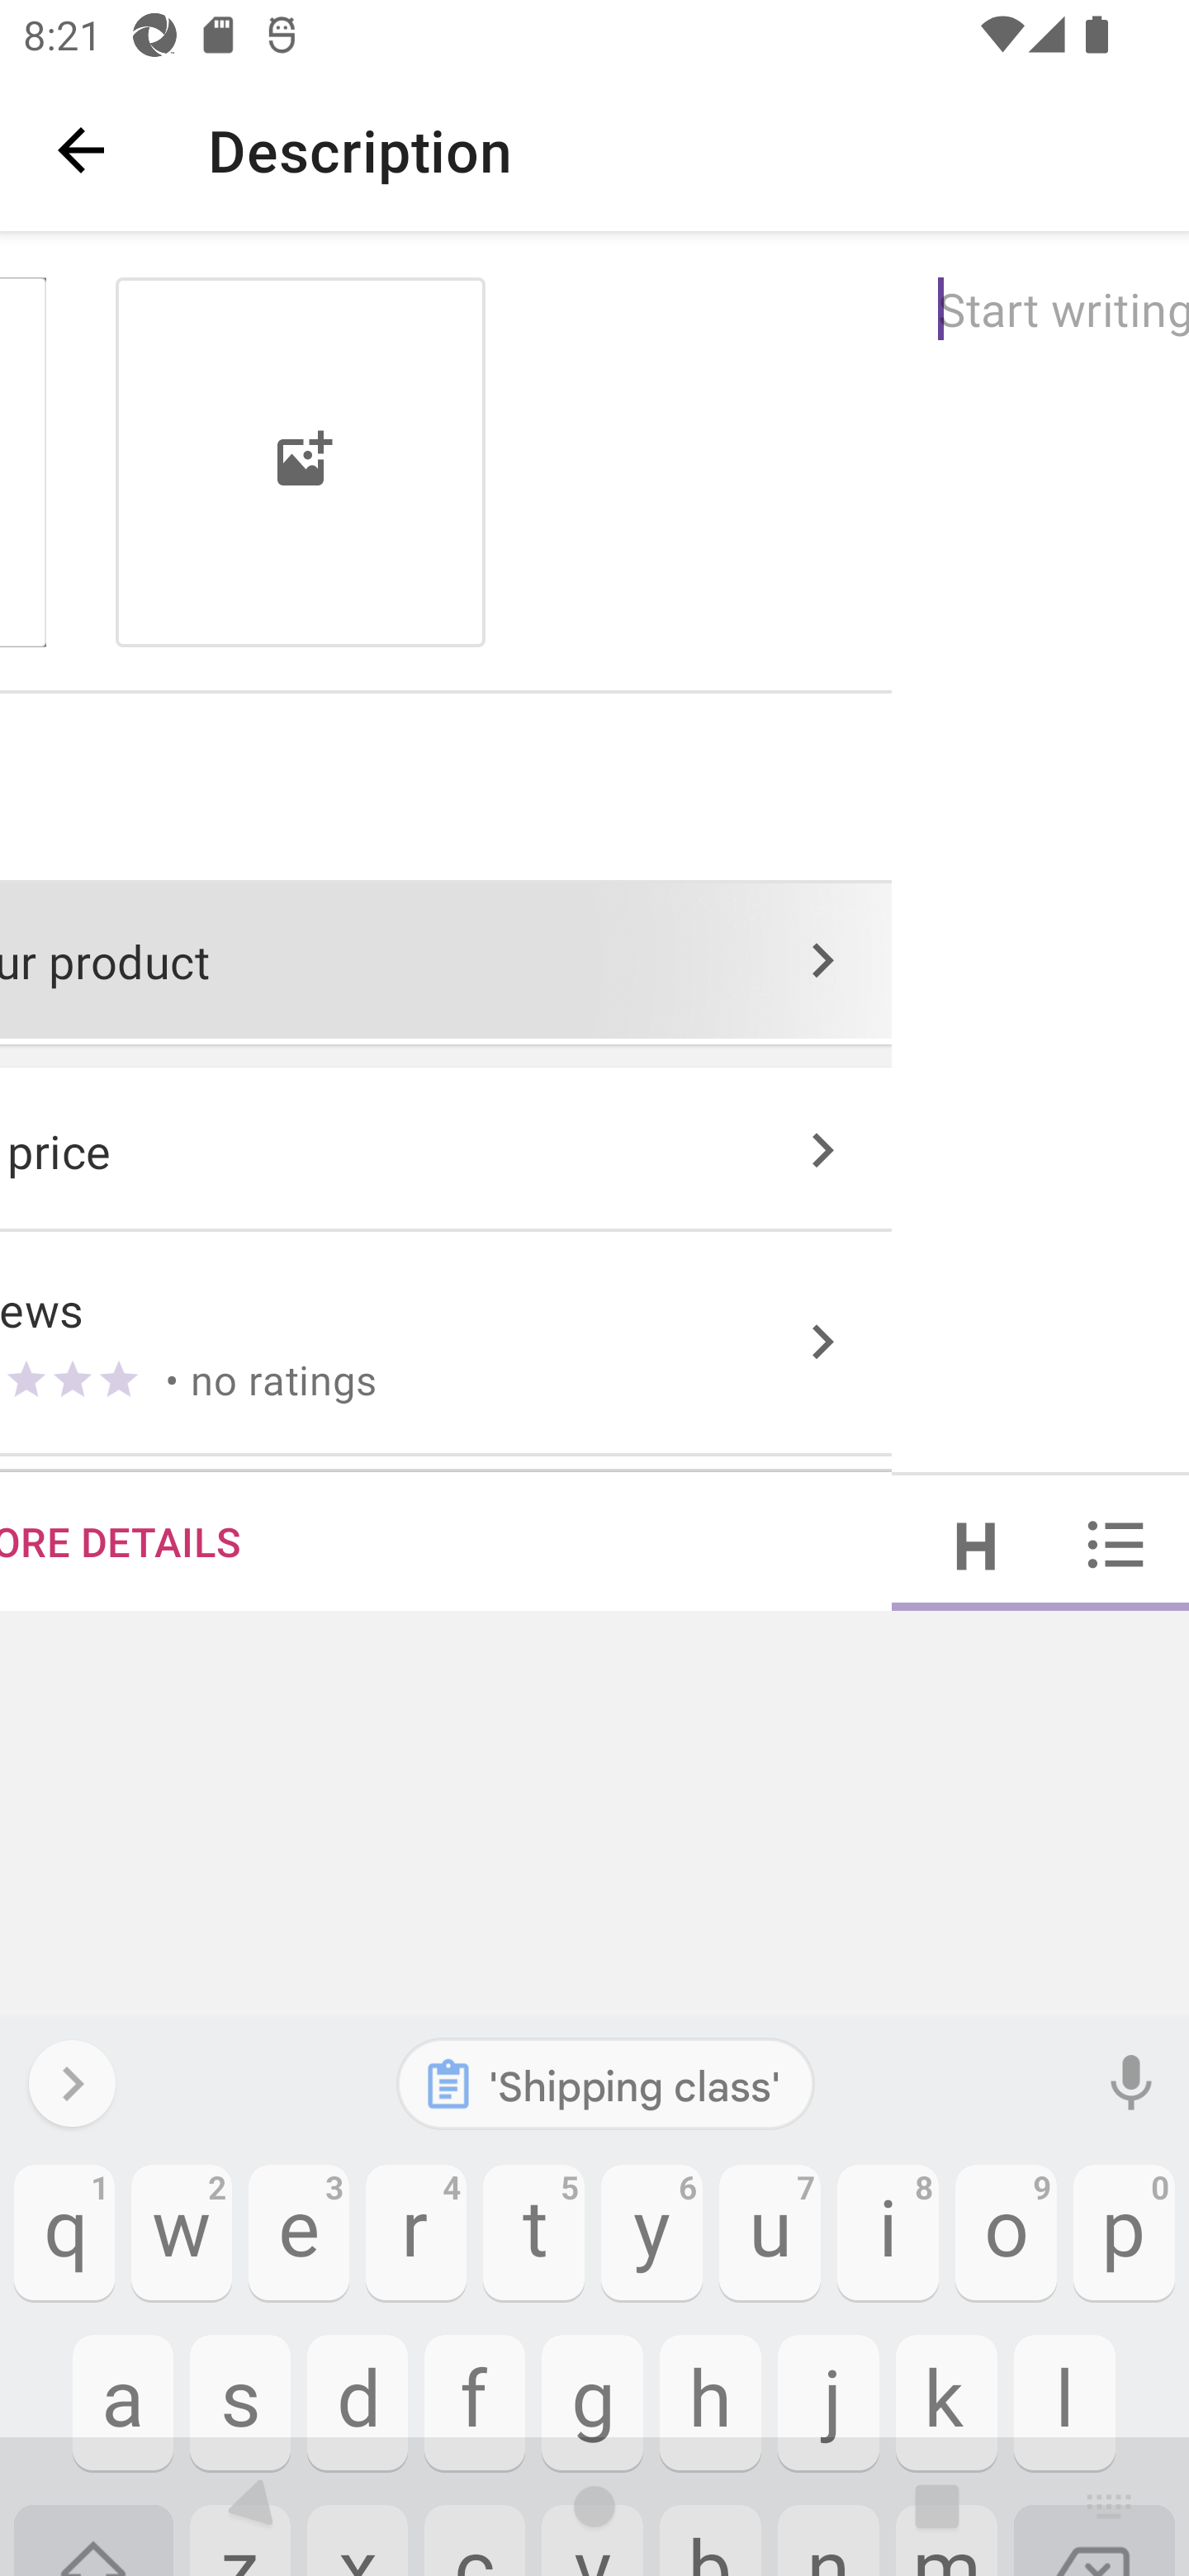 8:21
Description
Start writing
ur product
price
ews
• no ratings
ORE DETAILS
H
'Shipping class'
1 2 3 4 5 6 7 8 9 0
q w e r t y u i o p
a s d f g h j k l
z x c v b n m